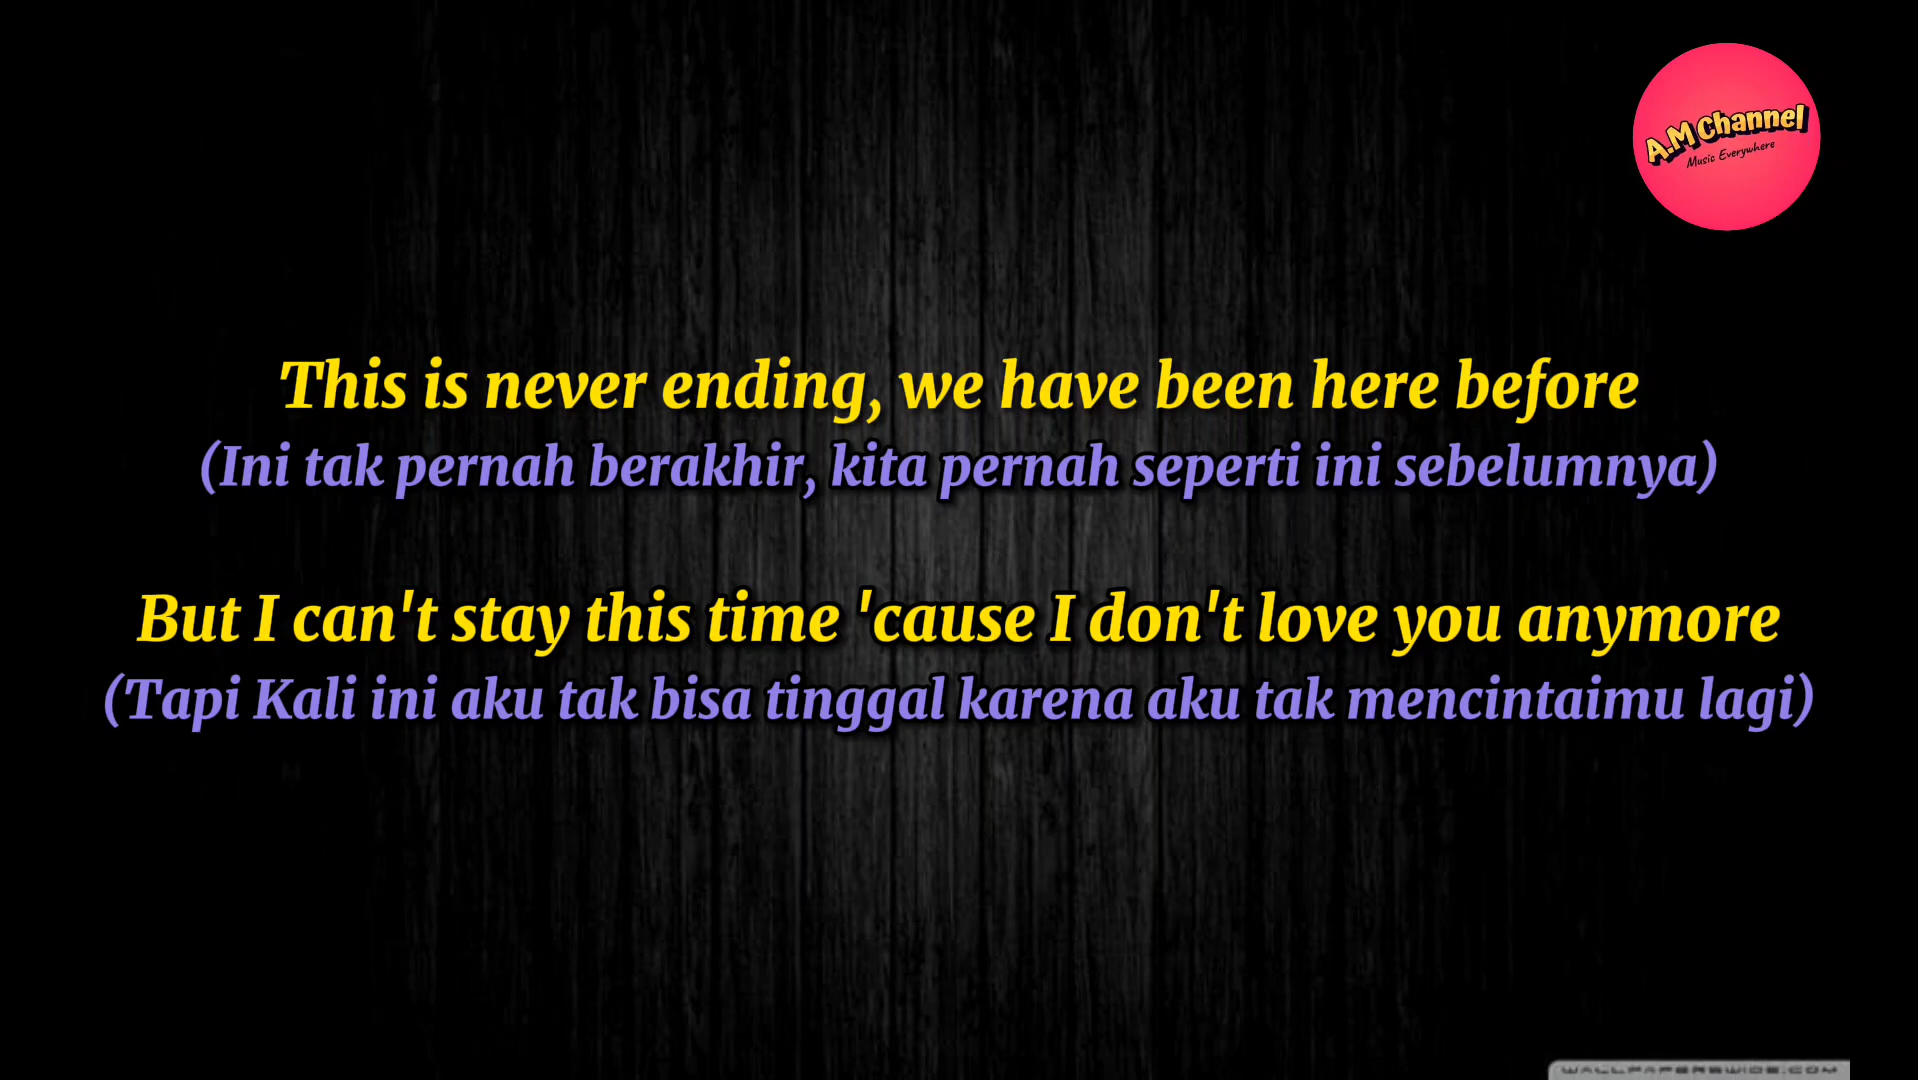 A.M Channel
Music Everywhere
This is never ending, we have been here before
(Ini tak pernah berakhir, kita pernah seperti ini sebelumnya)
But I can't stay this time 'cause I don't love you anymore
(Tapi Kali ini aku tak bisa tinggal karena aku tak mencintaimu lagi)
WALLPAPERSWIDE.COM